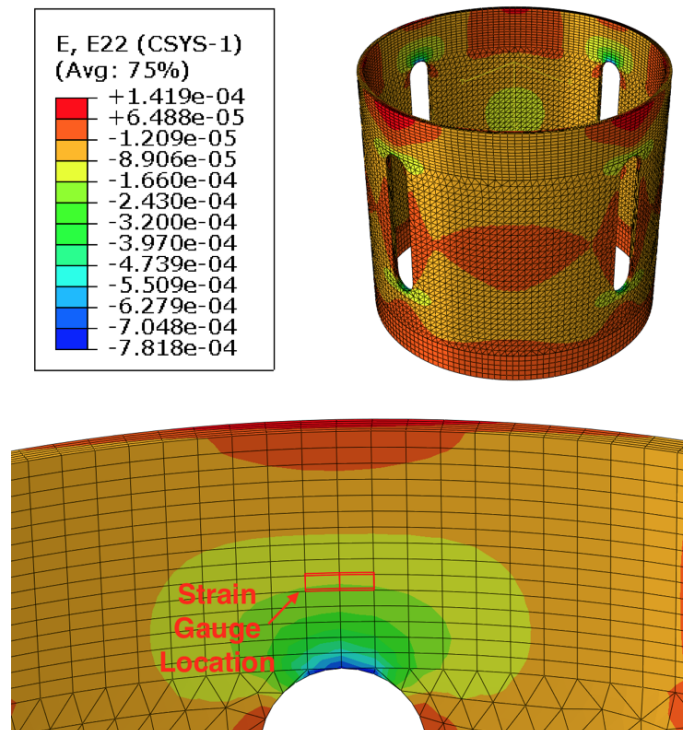 E, E22 (CSYS-1)
(Avg: 75%)
+1.419e-04
+6.488e-05
-1.209e-05
-8.906e-05
-1.660e-04
-2.430e-04
-3.200e-04
-3.970e-04
-4.739e-04
-5.509e-04
-6.279e-04
-7.048e-04
-7.818e-04
Strain
Gauge
Location